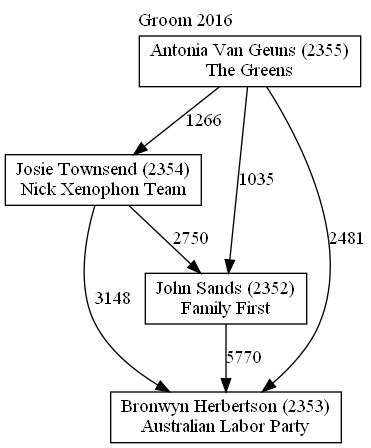 Groom 2016
Antonia Van Geuns (2355)
The Greens
1266
Josie Townsend (2354)
Nick Xenophon Team
1035
2750
2481
John Sands (2352)
Family First
3148
5770
Bronwyn Herbertson (2353)
Australian Labor Party